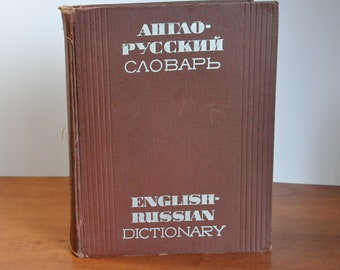 АНГЛО-
РУССКИЙ
СЛОВАРЬ
ENGLISH-
RUSSIAN
DICTIONARY